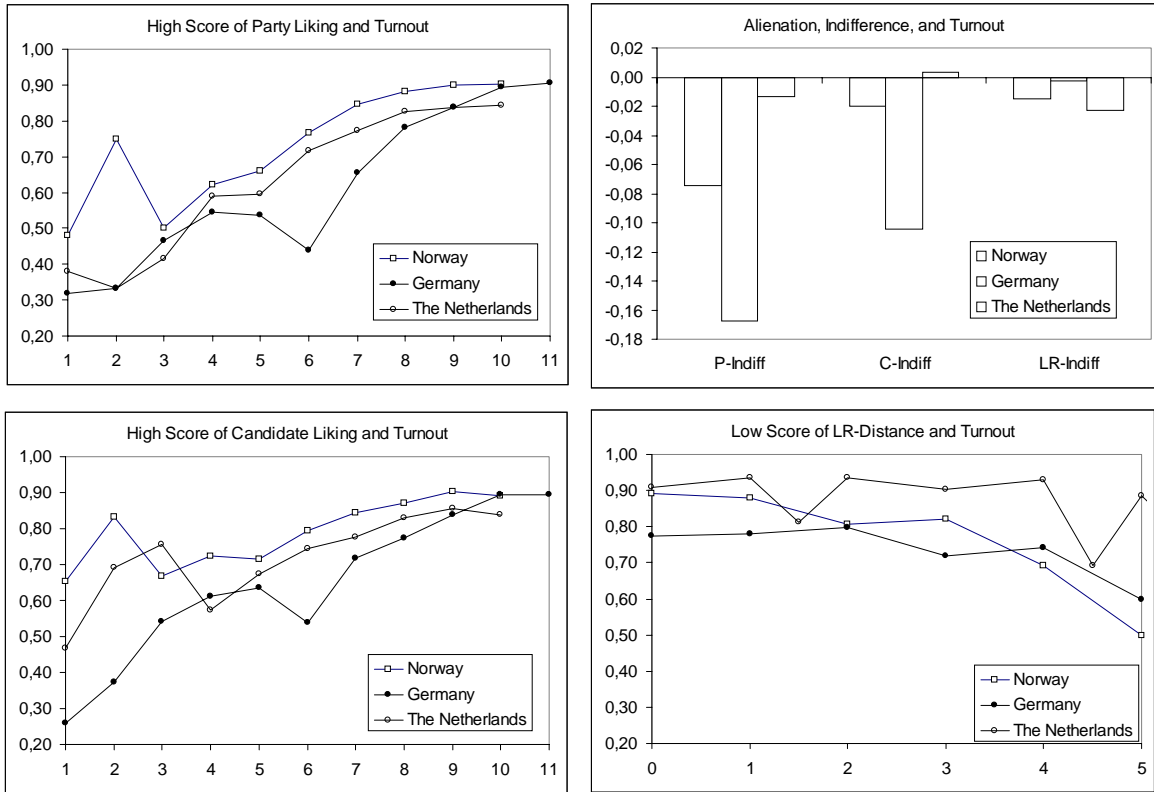 High Score of Party Liking and Turnout
1,00
0,90
0,80
0,70
0,60
0,50
0,40
0,30
0,20
1 2 3 4 5 6 7 8 9 10 11
Norway
Germany
The Netherlands
Alienation, Indifference, and Turnout
0,02
0,00
-0,02
-0,04
-0,06
-0,08
-0,10
-0,12
-0,14
-0,16
-0,18
P-Indiff C-Indiff LR-Indiff
Norway
Germany
The Netherlands
High Score of Candidate Liking and Turnout
1,00
0,90
0,80
0,70
0,60
0,50
0,40
0,30
0,20
1 2 3 4 5 6 7 8 9 10 11
Norway
Germany
The Netherlands
Low Score of LR-Distance and Turnout
1,00
0,90
0,80
0,70
0,60
0,50
0,40
0,30
0,20
0 1 2 3 4 5
Norway
Germany
The Netherlands